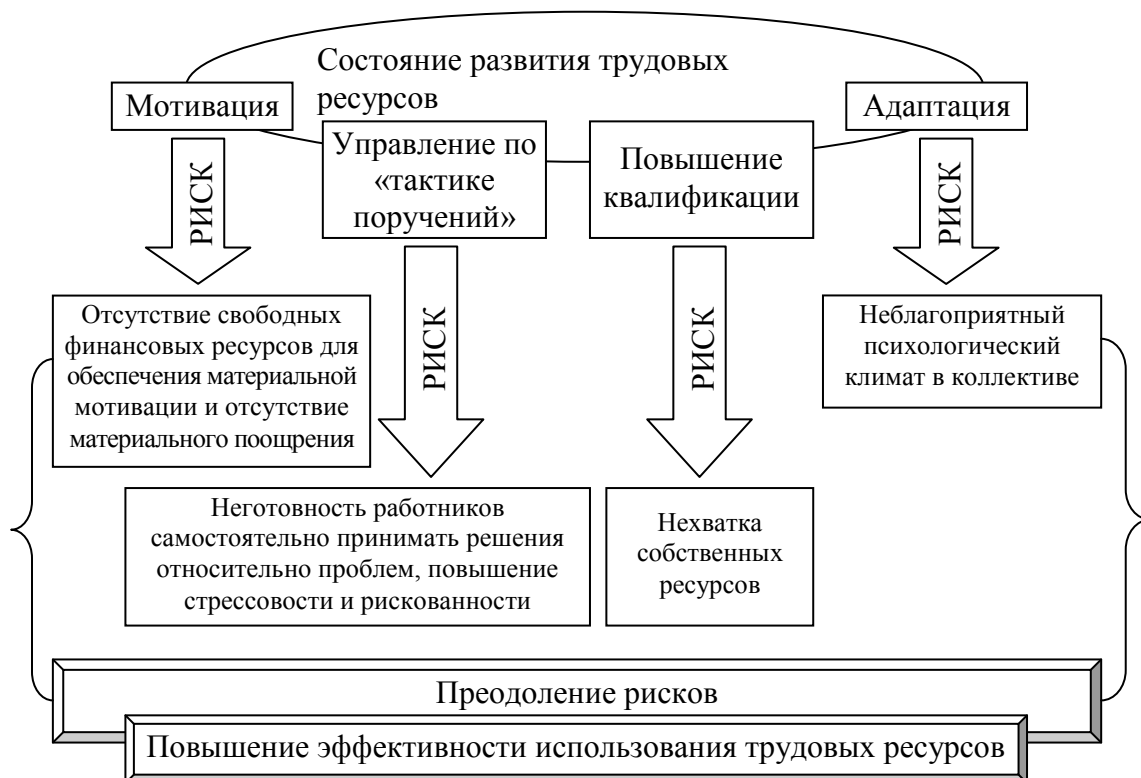 Состояние развития трудовых
ресурсов
Мотивация
Адаптация
Управление по
«тактике
поручений»
Повышение
квалификации
РИСК
РИСК
РИСК
РИСК
Отсутствие свободных
финансовых ресурсов для
обеспечения материальной
мотивации и отсутствие
материального поощрения
Неблагоприятный
психологический
климат в коллективе
Неготовность работников
самостоятельно принимать решения
относительно проблем, повышение
стрессовости и рискованности
Нехватка
собственных
ресурсов
Преодоление рисков
Повышение эффективности использования трудовых ресурсов